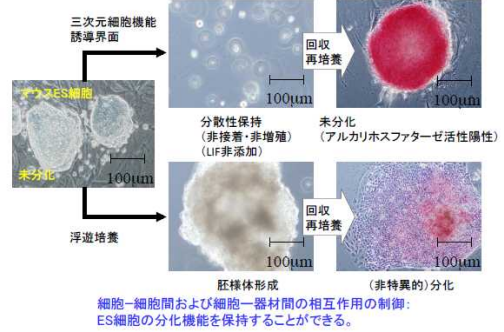 三次元細胞機能
誘導界面
回収
再培養
100μm
100μm
マウスES細胞
未分化
100μm
分散性保持
(非接着・非増殖)
(LIF非添加)
未分化
(アルカリホスファターゼ活性陽性)
浮遊培養
回収
再培養
100μm
100μm
胚様体形成
(非特異的)分化
細胞-細胞間および細胞-器材間の相互作用の制御:
ES細胞の分化機能を保持することができる。